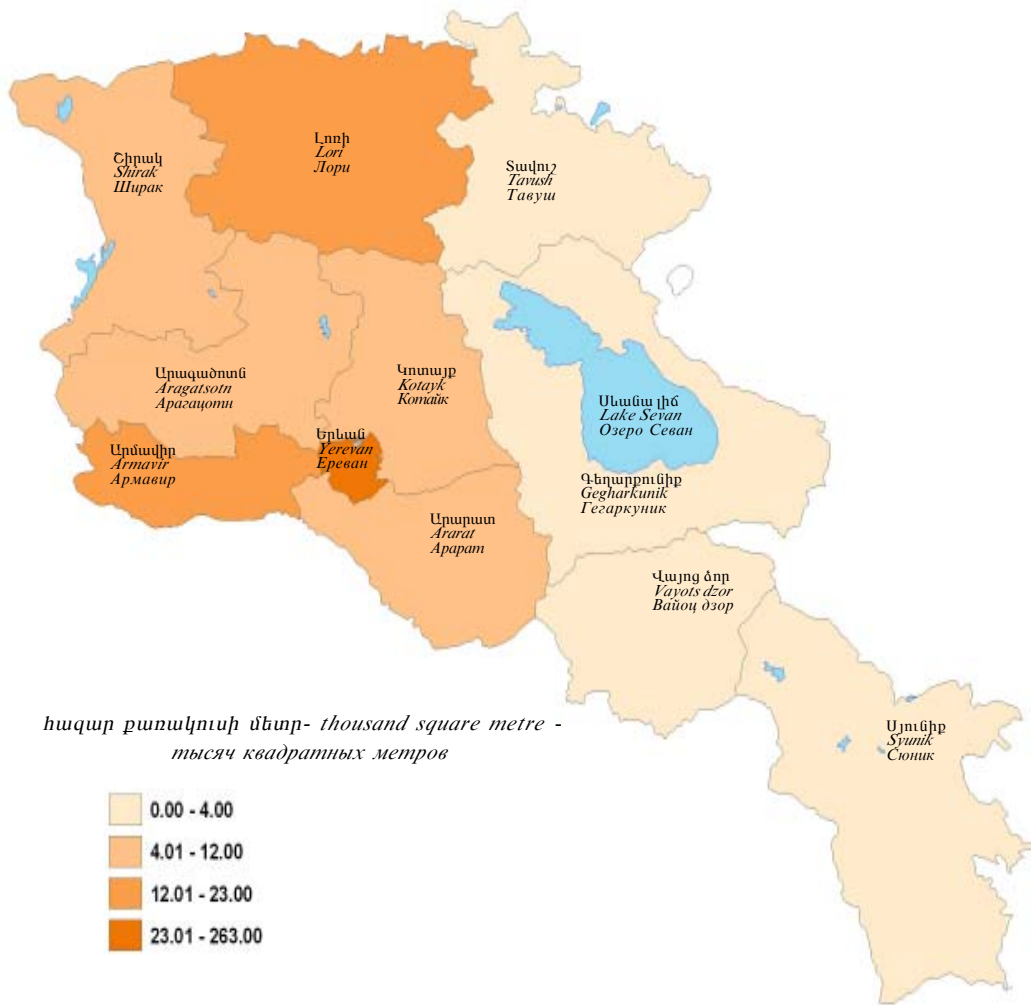 Լոռի
Lori
Лори
Շիրակ
Shirak
Ширак
Տավուշ
Tavush
Тавуш
Արագածոտն
Aragatsotn
Арагацотн
Կոտայք
Kotayk
Котайк
Սևանա լիճ
Lake Sevan
Озеро Севан
Երևան
Yerevan
Ереван
Արմավիր
Armavir
Армавир
Գեղարքունիք
Gegharkunik
Гегаркуник
Արարատ
Ararat
Арарат
Վայոց ձոր
Vayots dzor
Вайоц дзор
Սյունիք
Syunik
Сюник
հազար քառակուսի մետր- thousand square metre -
тысяч квадратных метров
0.00 - 4.00
4.01 - 12.00
12.01 - 23.00
23.01 - 263.00